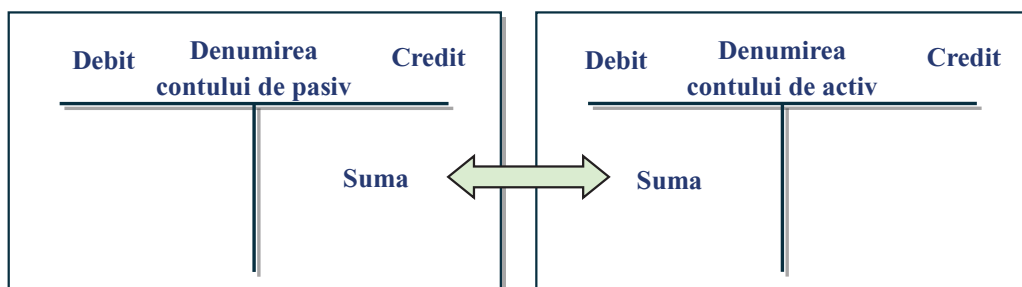 Debit Denumirea Credit
contului de pasiv
Suma
Debit Denumirea Credit
contului de activ
Suma